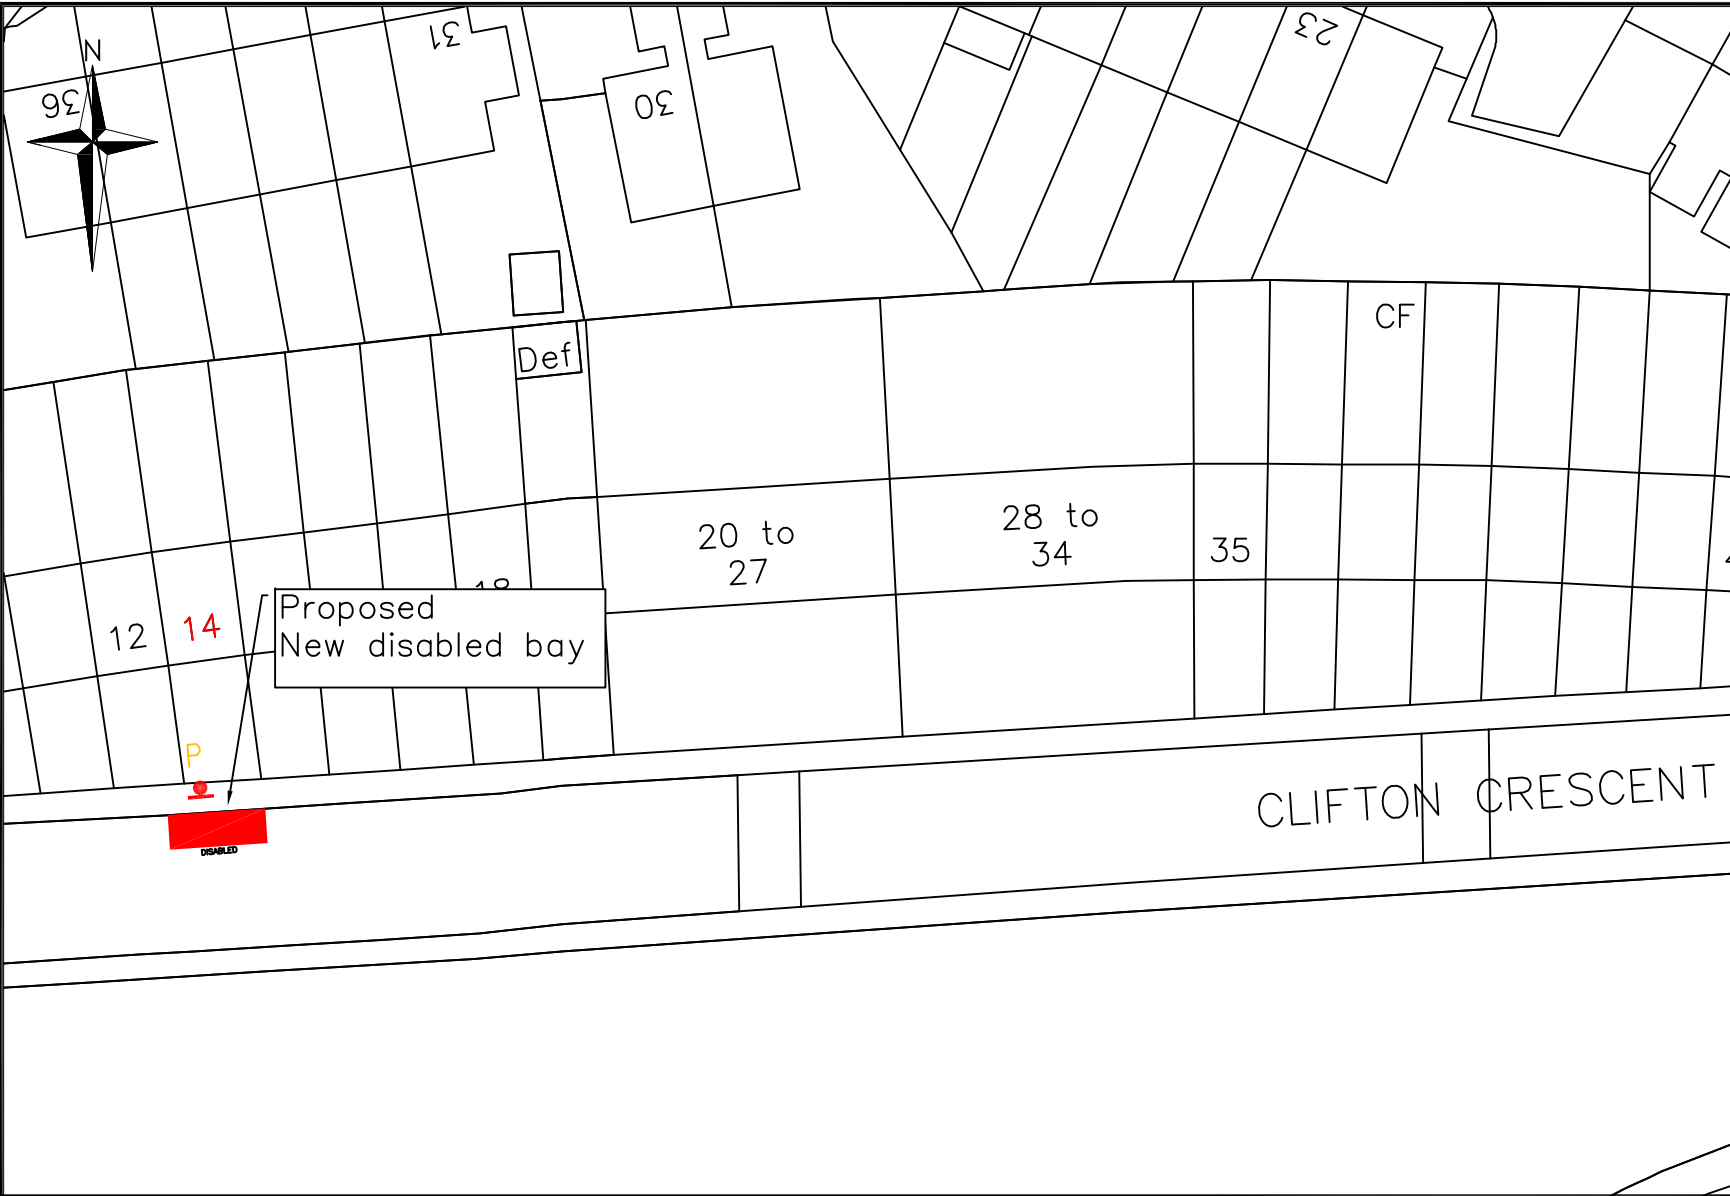 31
23
N
36
30
CF
Def
20 to
27
28 to
34
35
18
Proposed
New disabled bay
12
14
P
CLIFTON CRESCENT
DISABLED